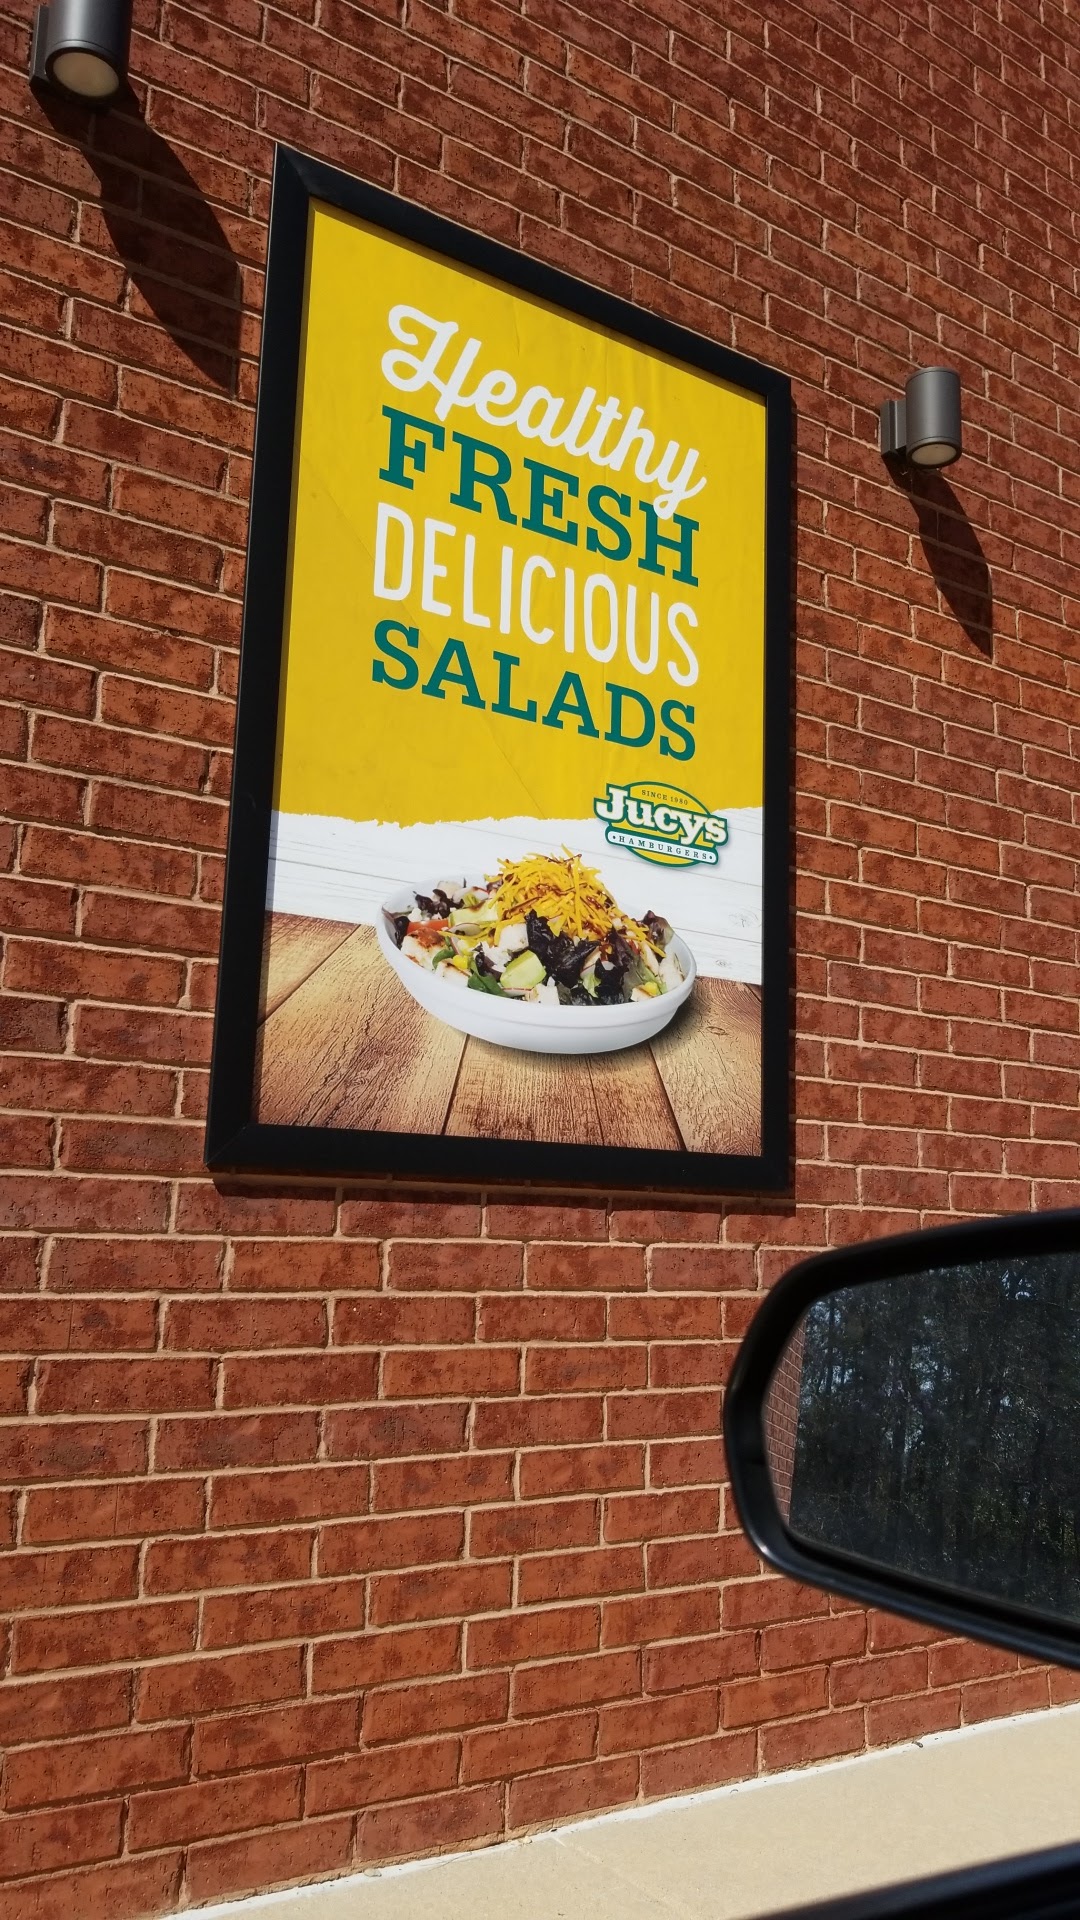 Healthy
FRESH
DELICIOUS
SALADS
SINCE 1980
Jucys
•HAMBURGERS•